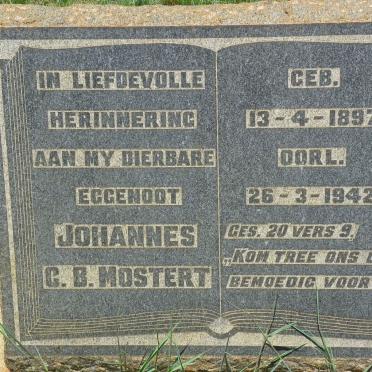 IN LIEFDEVOLLE
HERINNERING
AAN MY DIERBARE
EGGENOOT
JOHANNES
C. B. MOSTERT
GEB.
13-4-1897
OORL.
26-3-1942
GES. 20 VERS 9,
„KOM TREE ONS
BEMOEDIG VOOR